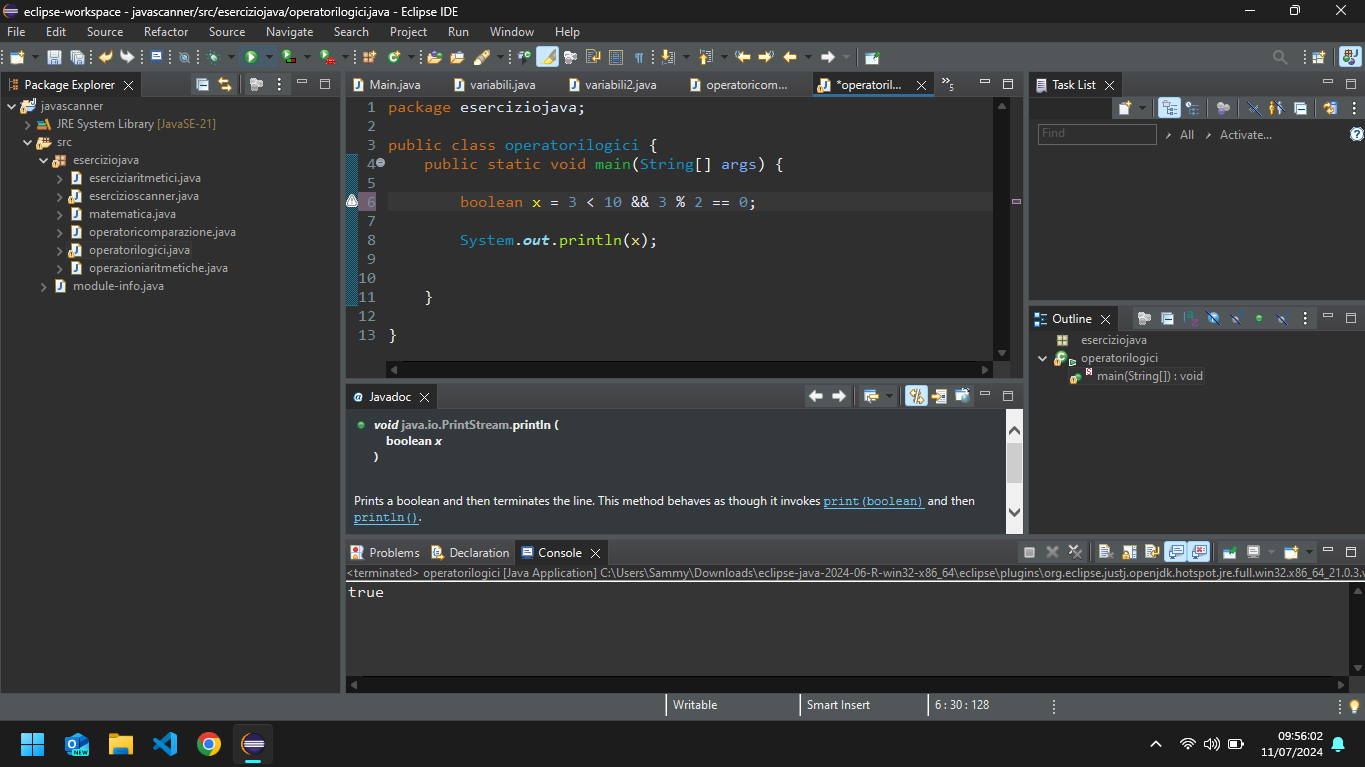 eclipse-workspace - javascanner/src/eserciziojava/operatorilogici.java - Eclipse IDE
File Edit Source Refactor Source Navigate Search Project Run Window Help
Package Explorer
javascanner
JRE System Library [JavaSE-21]
src
eserciziojava
eserciziaritmetici.java
esercizioscanner.java
matematica.java
operatoricomparazione.java
operatorilogici.java
operazioniaritmetiche.java
module-info.java
Main.java variabili.java variabili2.java operatoricom... *operatoril... »5
1 package eserciziojava;
2
3 public class operatorilogici {
4 public static void main(String[] args) {
5
6 boolean x = 3 < 10 && 3 % 2 == 0;
7
8 System.out.println(x);
9
10
11 }
12
13 }
Javadoc
void java.io.PrintStream.println (
boolean x
)
Prints a boolean and then terminates the line. This method behaves as though it invokes print(boolean) and then
println().
Task List
Find All Activate...
Outline
eserciziojava
operatorilogici
main(String[]) : void
Problems Declaration Console
<terminated> operatorilogici [Java Application] C:\Users\Sammy\Downloads\eclipse-java-2024-06-R-win32-x86_64\eclipse\plugins\org.eclipse.justj.openjdk.hotspot.jre.full.win32.x86_64_21.0.3.v
true
Writable Smart Insert 6 : 30 : 128
NEW
09:56:02
11/07/2024